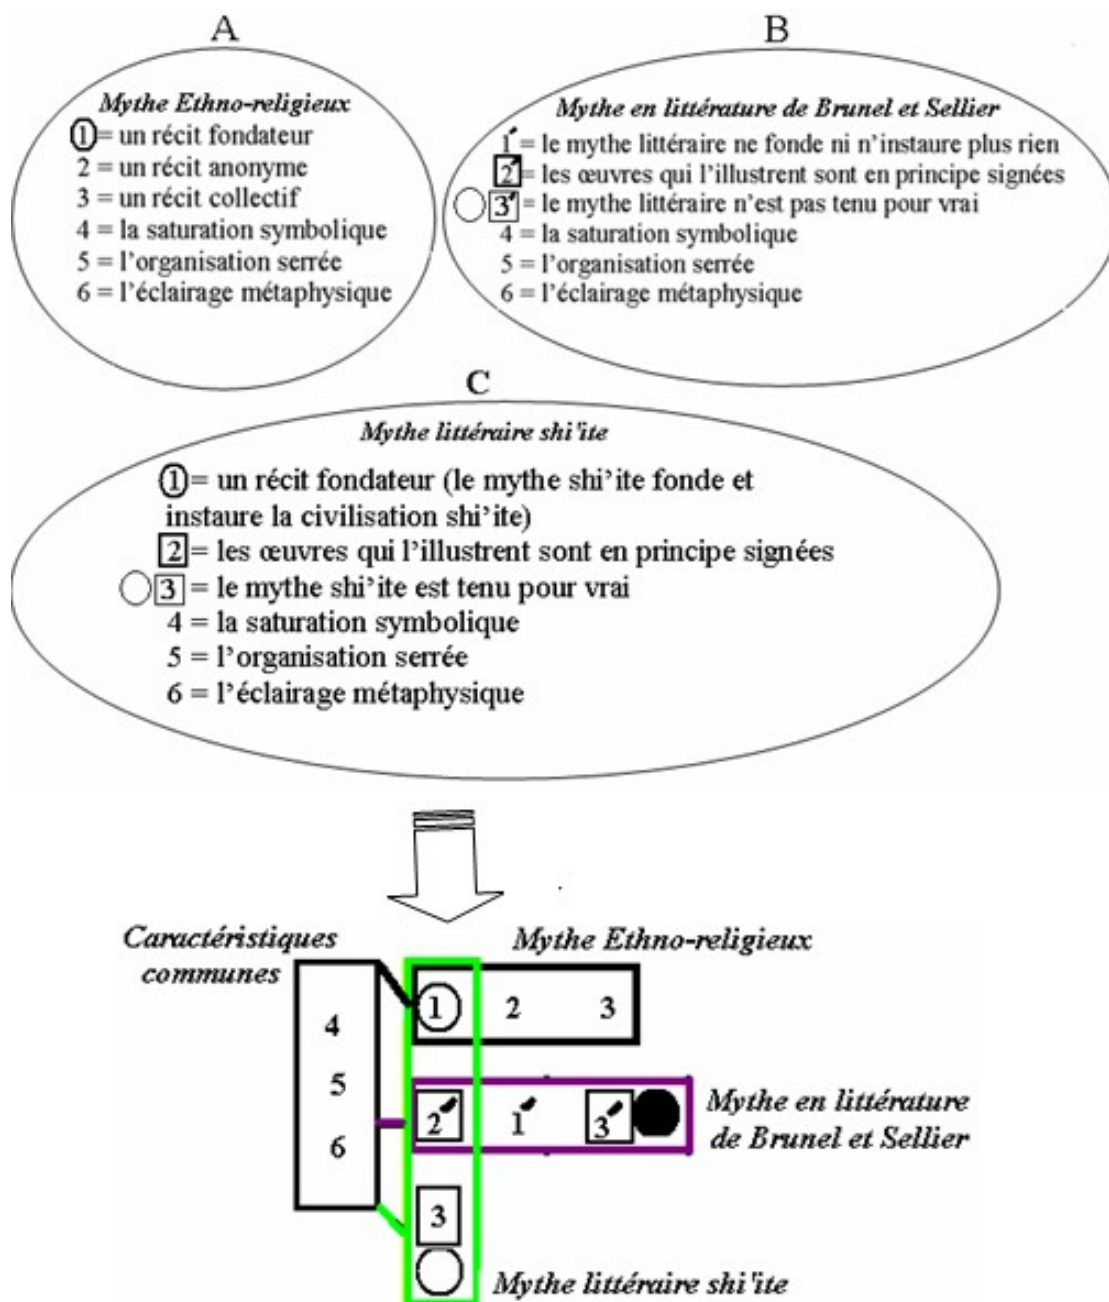 A
Mythe Ethno-religieux
1 = un récit fondateur
2 = un récit anonyme
3 = un récit collectif
4 = la saturation symbolique
5 = l'organisation serrée
6 = l'éclairage métaphysique
B
Mythe en littérature de Brunel et Sellier
1' = le mythe littéraire ne fonde ni n'instaure plus rien
2' = les œuvres qui l'illustrent sont en principe signées
3' = le mythe littéraire n'est pas tenu pour vrai
4 = la saturation symbolique
5 = l'organisation serrée
6 = l'éclairage métaphysique
C
Mythe littéraire shi'ite
1 = un récit fondateur (le mythe shi'ite fonde et
instaure la civilisation shi'ite)
2 = les œuvres qui l'illustrent sont en principe signées
3 = le mythe shi'ite est tenu pour vrai
4 = la saturation symbolique
5 = l'organisation serrée
6 = l'éclairage métaphysique
Caractéristiques
communes
4
5
6
Mythe Ethno-religieux
1 2 3
2' 1' 3'
Mythe en littérature
de Brunel et Sellier
3
Mythe littéraire shi'ite